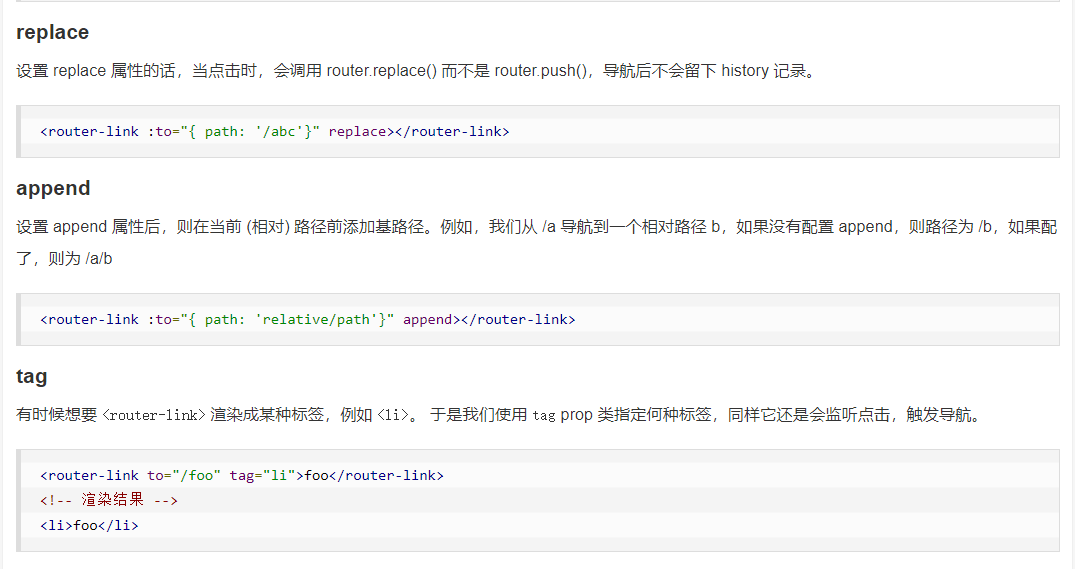 replace
设置 replace 属性的话，当点击时，会调用 router.replace() 而不是 router.push()，导航后不会留下 history 记录。
<router-link :to="{ path: '/abc'}" replace></router-link>
append
设置 append 属性后，则在当前 (相对) 路径前添加基路径。例如，我们从 /a 导航到一个相对路径 b，如果没有配置 append，则路径为 /b，如果配
了，则为 /a/b
<router-link :to="{ path: 'relative/path'}" append></router-link>
tag
有时候想要 <router-link> 渲染成某种标签，例如 <li>。 于是我们使用 tag prop 类指定何种标签，同样它还是会监听点击，触发导航。
<router-link to="/foo" tag="li">foo</router-link>
<!-- 渲染结果 -->
<li>foo</li>